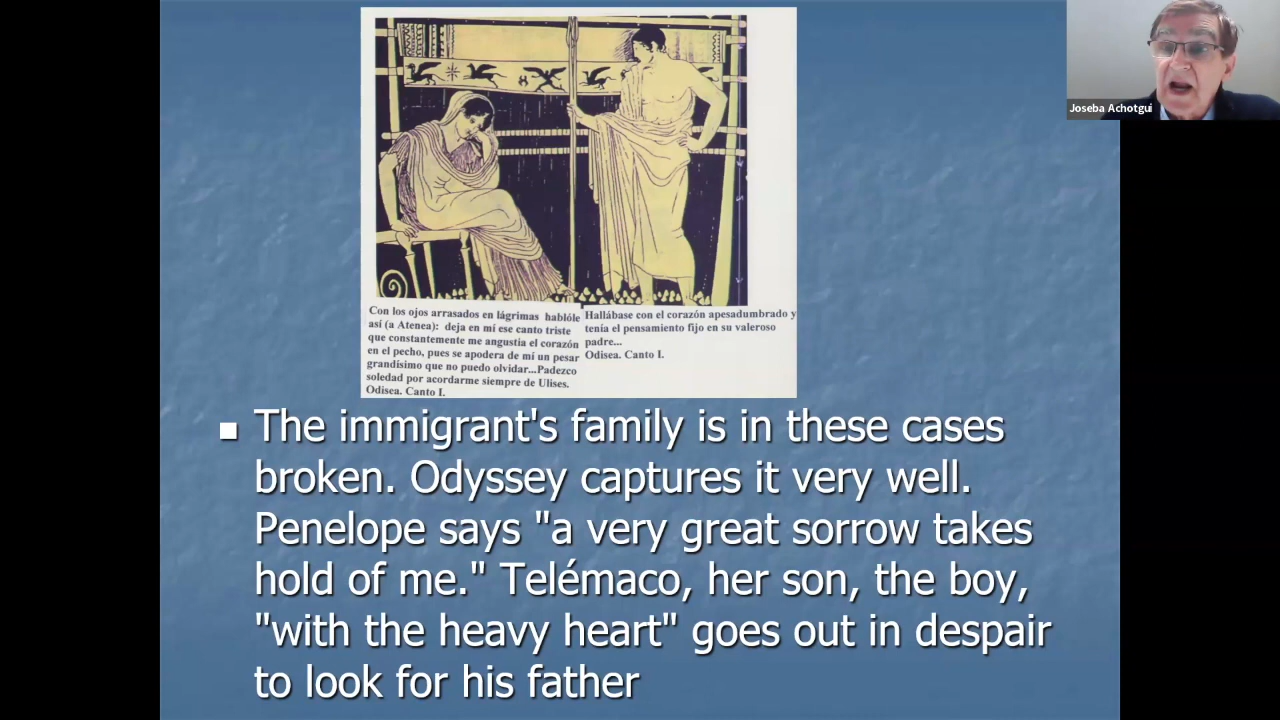 Joseba Achotgui
Con los ojos arrasados en lágrimas hablóle
así (a Atenea): deja en mí ese canto triste
que constantemente me angustia el corazón
en el pecho, pues se apodera de mí un pesar
grandísimo que no puedo olvidar...Padezco
soledad por acordarme siempre de Ulises.
Odisea. Canto I.
Hallábase con el corazón apesadumbrado y
tenía el pensamiento fijo en su valeroso
padre...
Odisea. Canto I.
■ The immigrant's family is in these cases
broken. Odyssey captures it very well.
Penelope says "a very great sorrow takes
hold of me." Telémaco, her son, the boy,
"with the heavy heart" goes out in despair
to look for his father